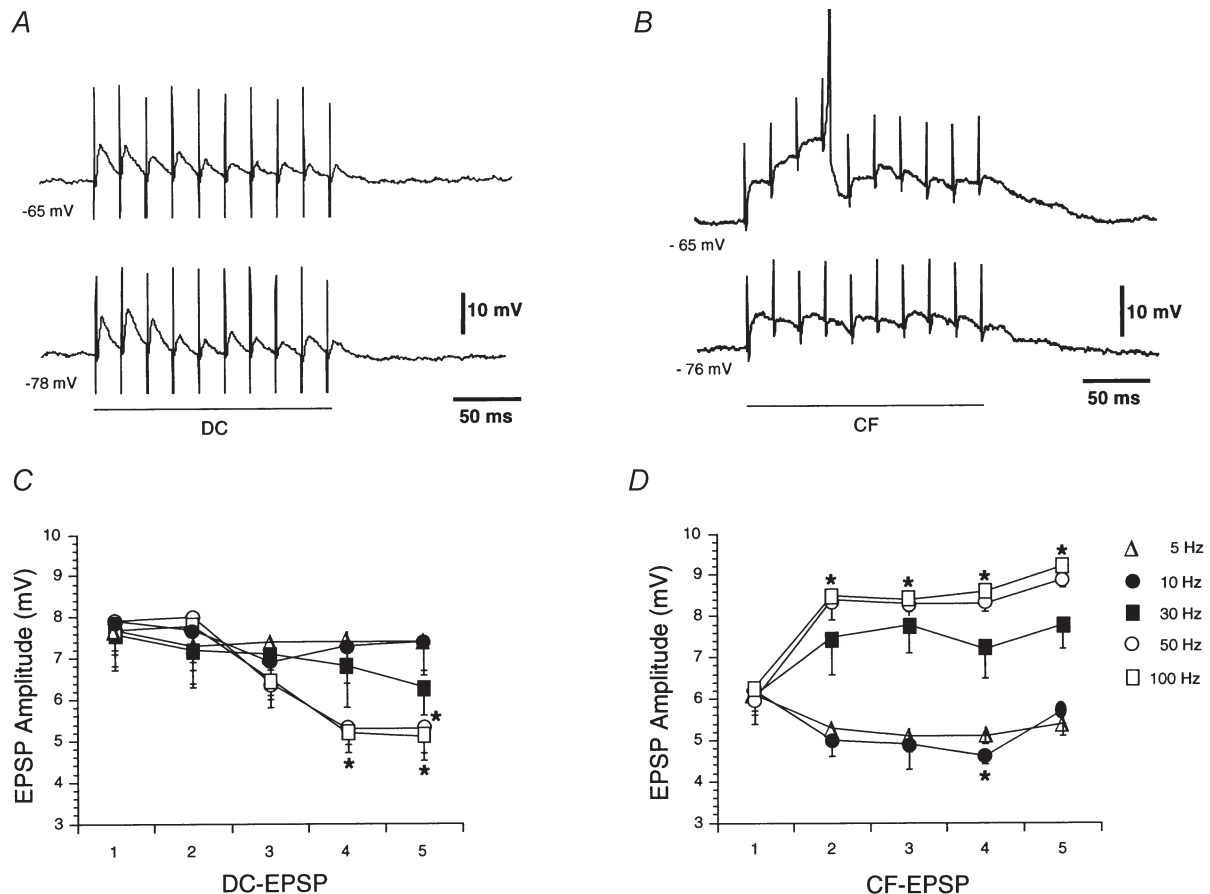 A
B
-65 mV
- 65 mV
10 mV
10 mV
-78 mV
- 76 mV
50 ms
50 ms
DC
CF
C
D
10
9
8
7
6
5
4
3
EPSP Amplitude (mV)
*
*
*
1 2 3 4 5
DC-EPSP
10
9
8
7
6
5
4
3
EPSP Amplitude (mV)
* * * *
*
1 2 3 4 5
CF-EPSP
5 Hz
10 Hz
30 Hz
50 Hz
100 Hz